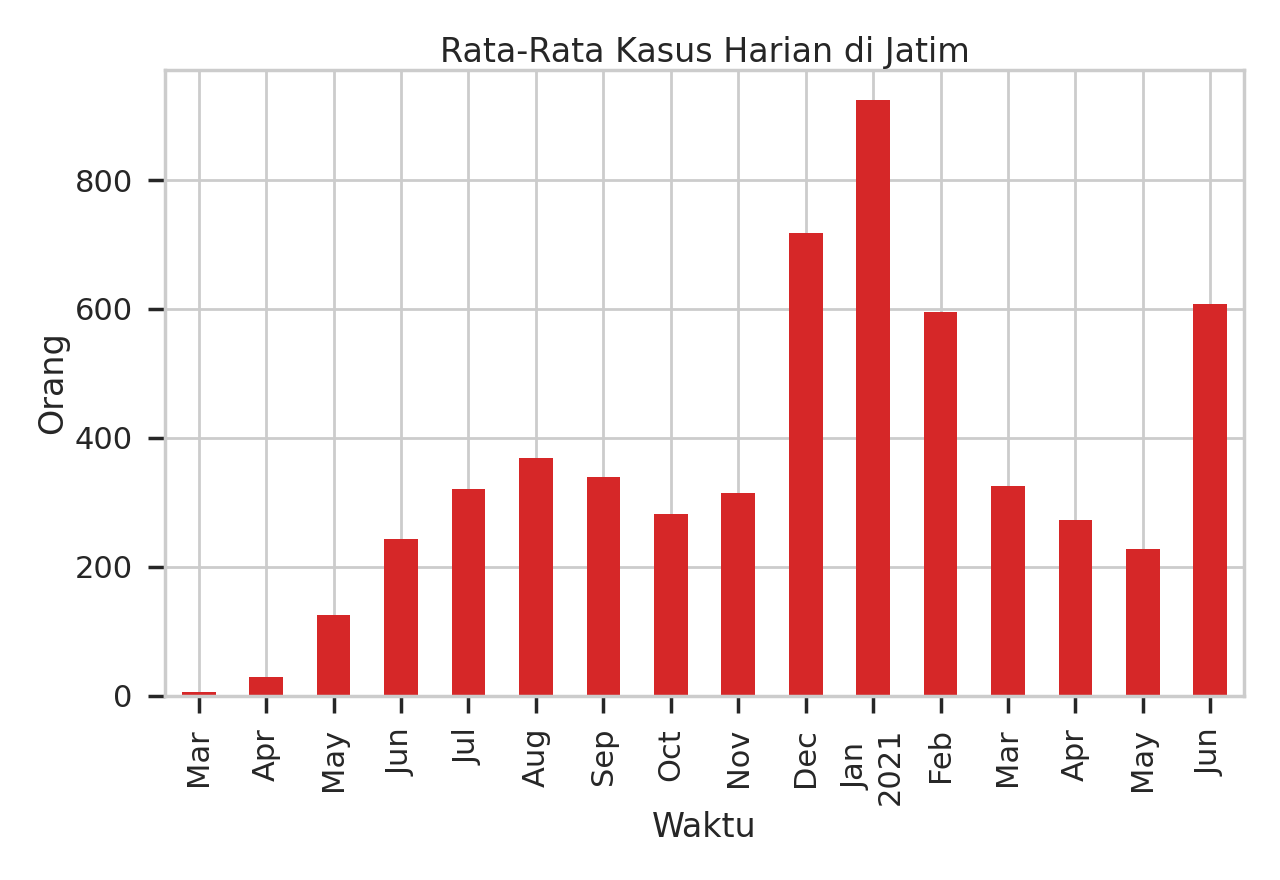 Rata-Rata Kasus Harian di Jatim
Orang
800
600
400
200
0
Mar
Apr
May
Jun
Jul
Aug
Sep
Oct
Nov
Dec
Jan
2021
Feb
Mar
Apr
May
Jun
Waktu